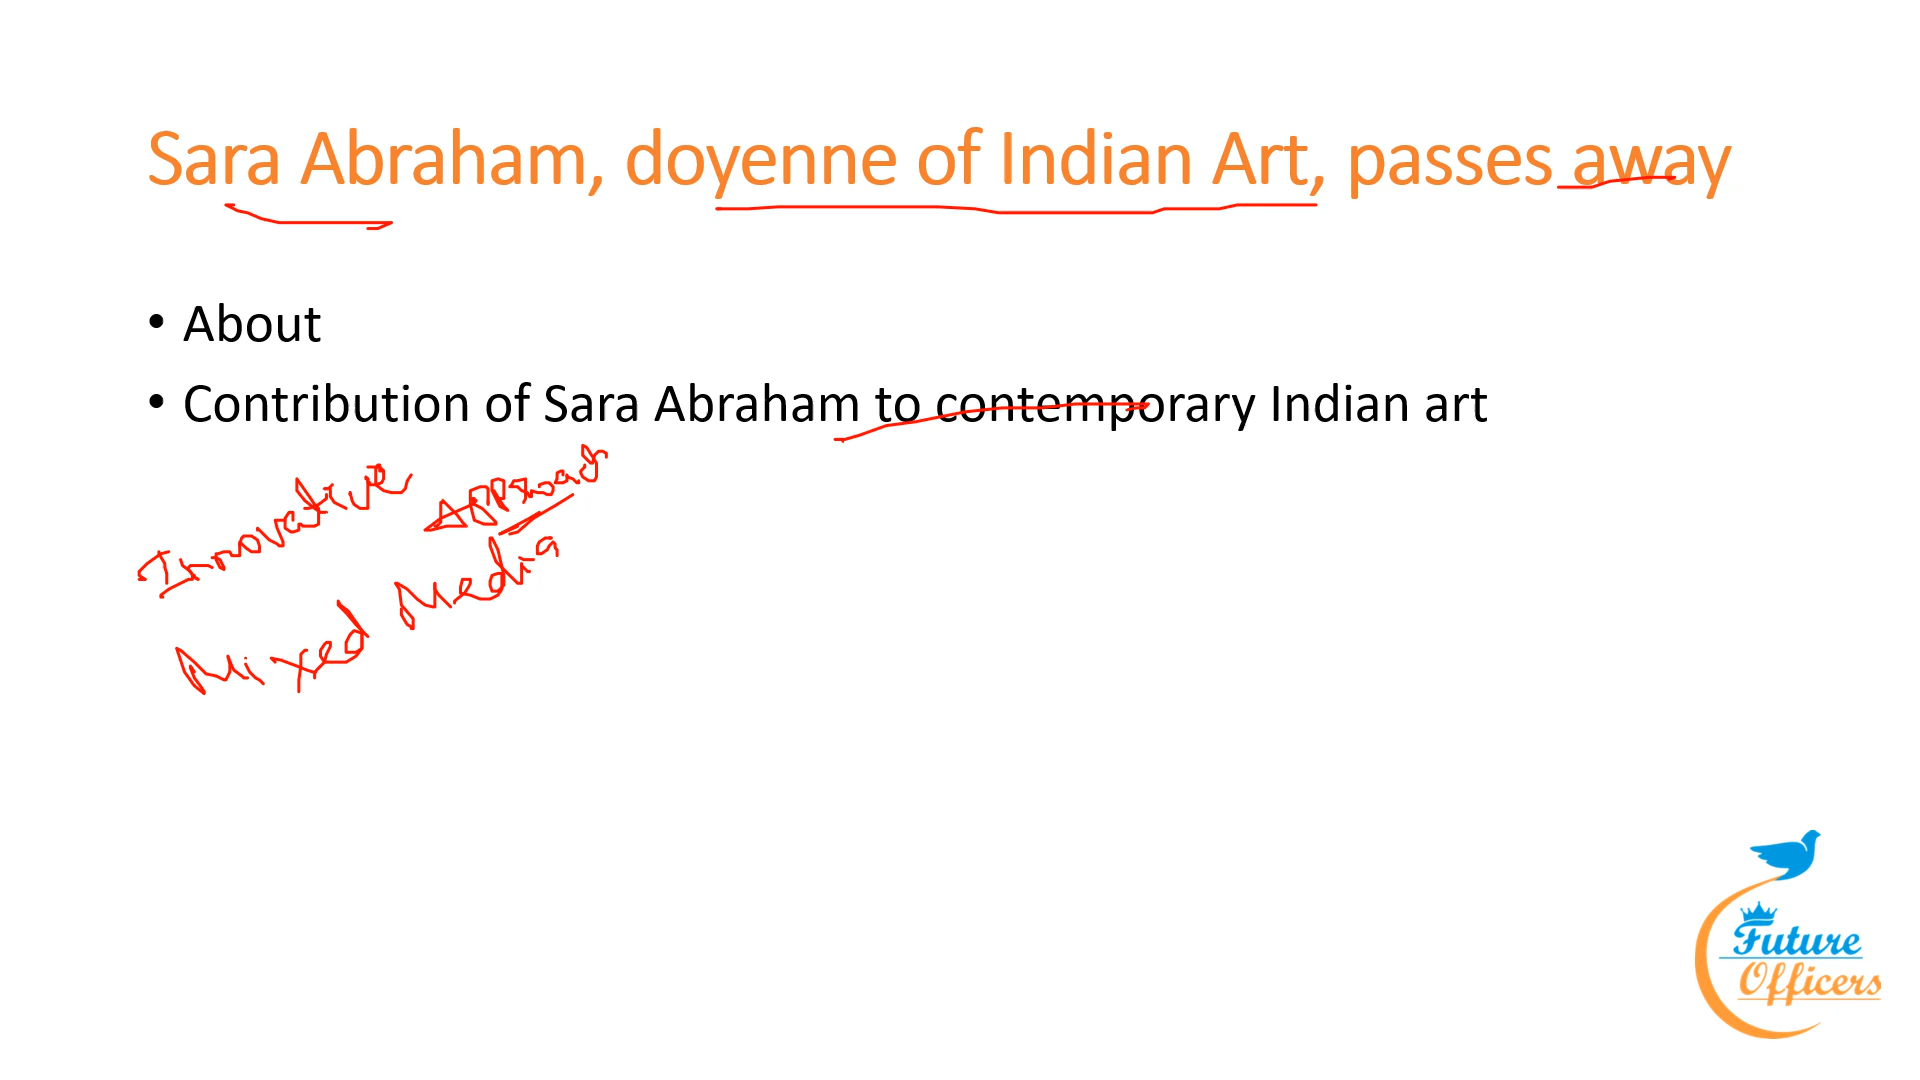 Sara Abraham, doyenne of Indian Art, passes away
• About
• Contribution of Sara Abraham to contemporary Indian art
Innovative Approach
Mixed Media
Future
Officers